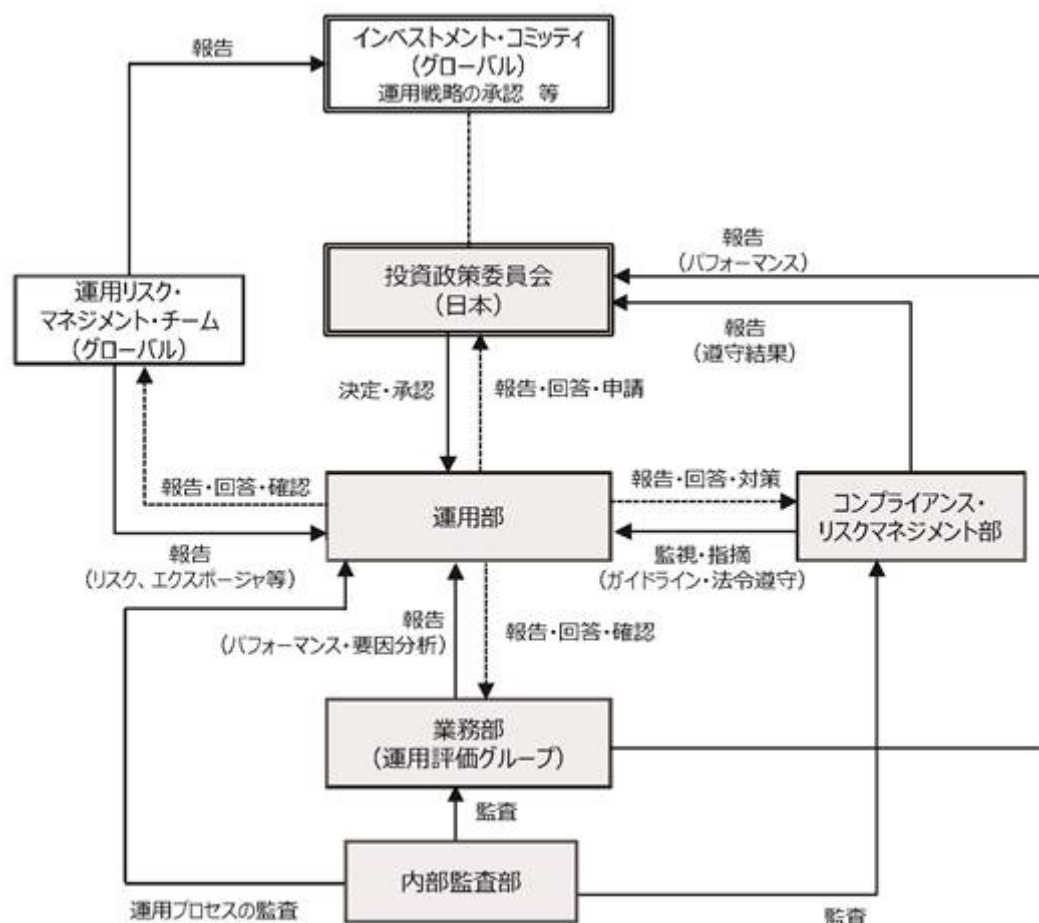 報告
インベストメント・コミッティ
(グローバル)
運用戦略の承認 等
報告
(パフォーマンス)
投資政策委員会
(日本)
運用リスク・
マネジメント・チーム
(グローバル)
報告
(遵守結果)
決定・承認
報告・回答・申請
報告・回答・確認
運用部
報告・回答・対策
コンプライアンス・
リスクマネジメント部
報告
(リスク、エクスポージャ等)
監視・指摘
(ガイドライン・法令遵守)
報告
(パフォーマンス・要因分析)
報告・回答・確認
業務部
(運用評価グループ)
監査
内部監査部
運用プロセスの監査
監査